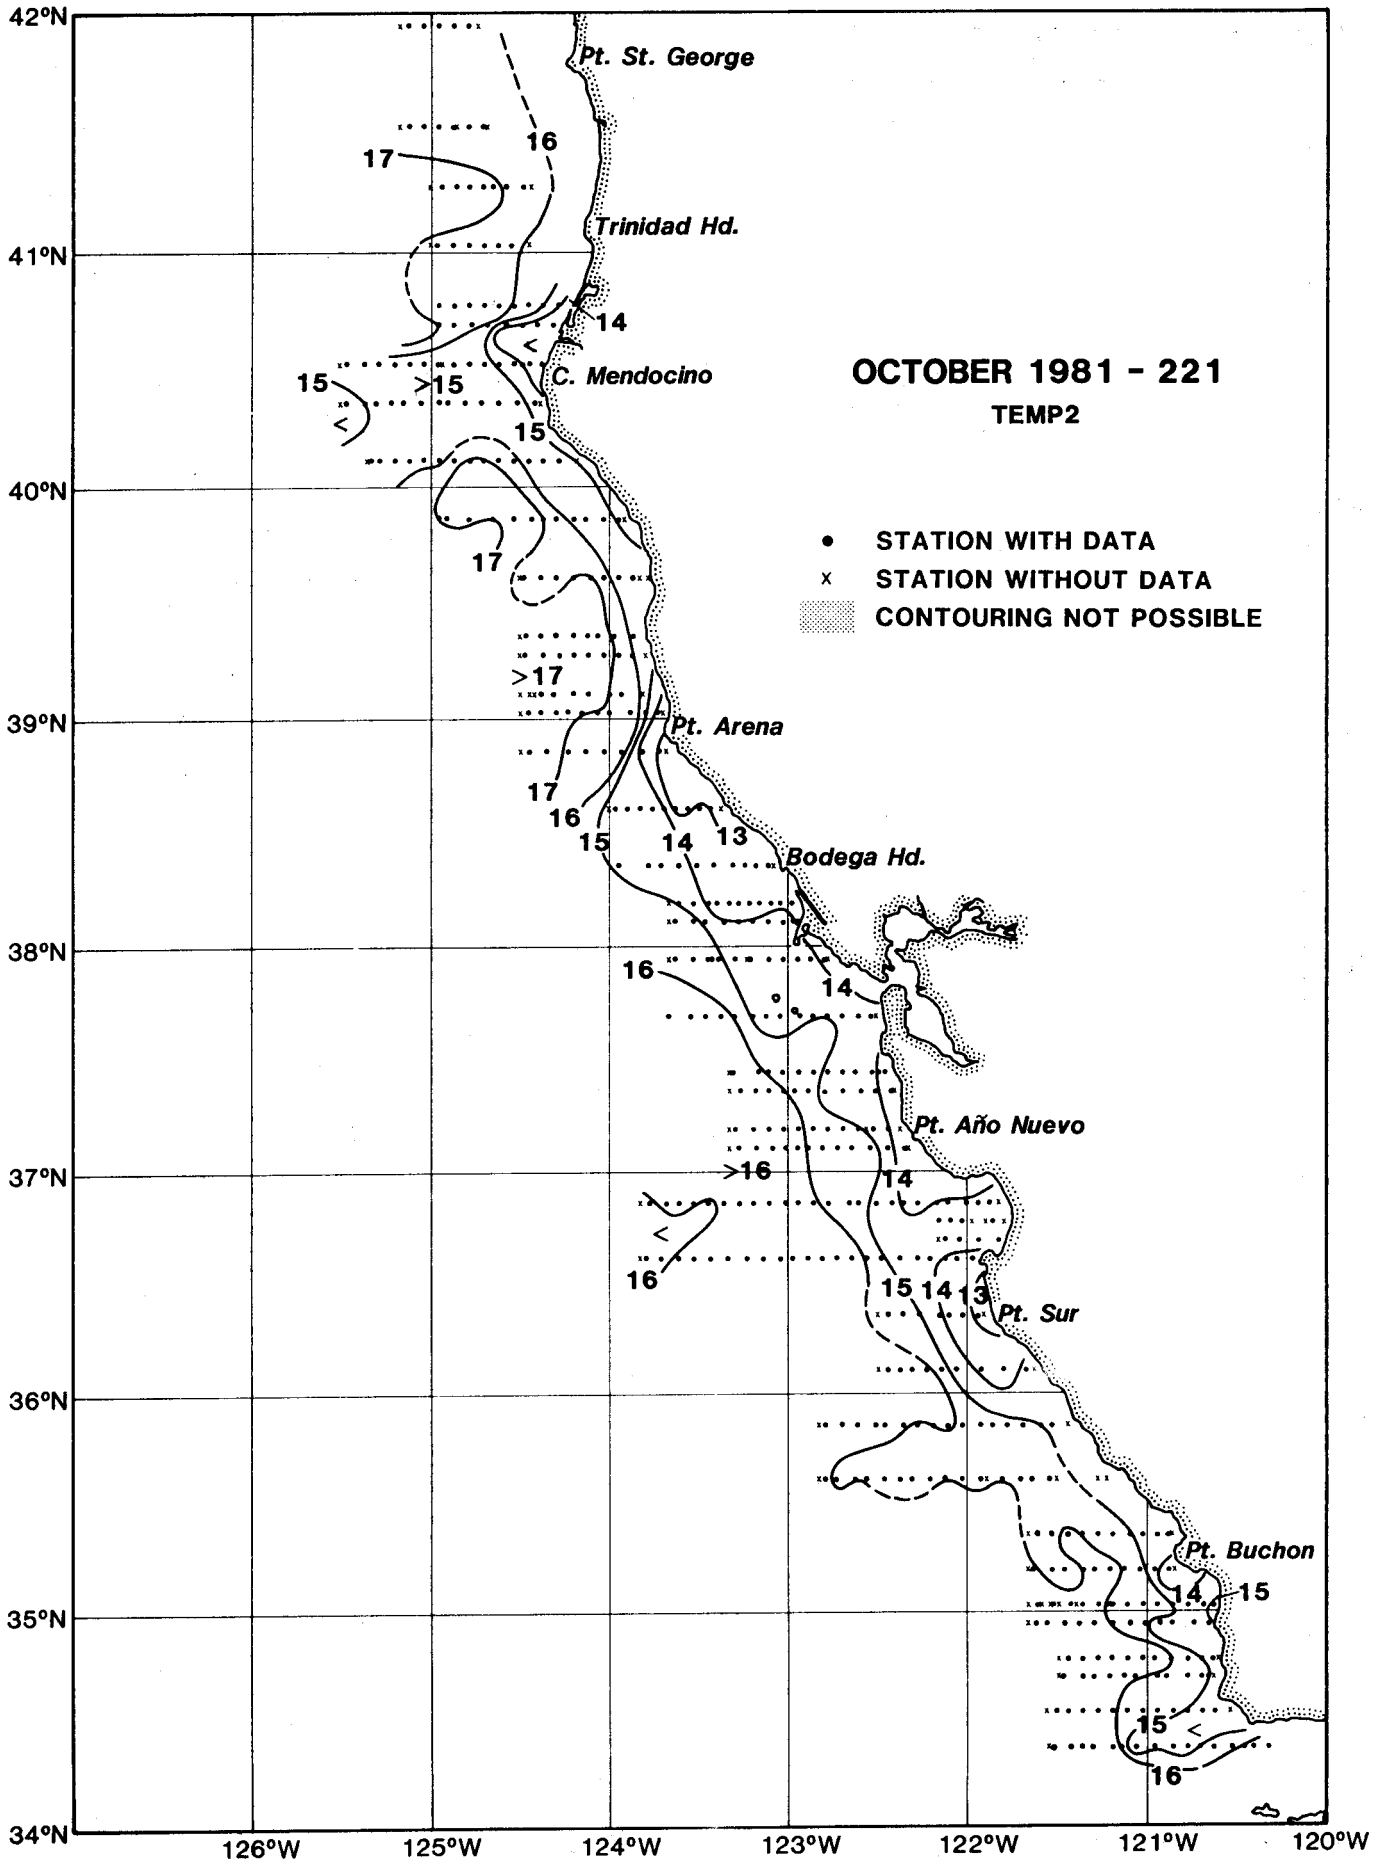 42°N
Pt. St. George
16
17
Trinidad Hd.
41°N
14
<
C. Mendocino
OCTOBER 1981 - 221
15
>15
TEMP2
<
15
40°N
• STATION WITH DATA
17
x STATION WITHOUT DATA
CONTOURING NOT POSSIBLE
>17
39°N
Pt. Arena
17
16
15
14
13
Bodega Hd.
38°N
16
14
Pt. Año Nuevo
37°N
>16
14
<
16
15
14
13
Pt. Sur
36°N
Pt. Buchon
14
15
35°N
15
<
16
34°N
126°W
125°W
124°W
123°W
122°W
121°W
120°W